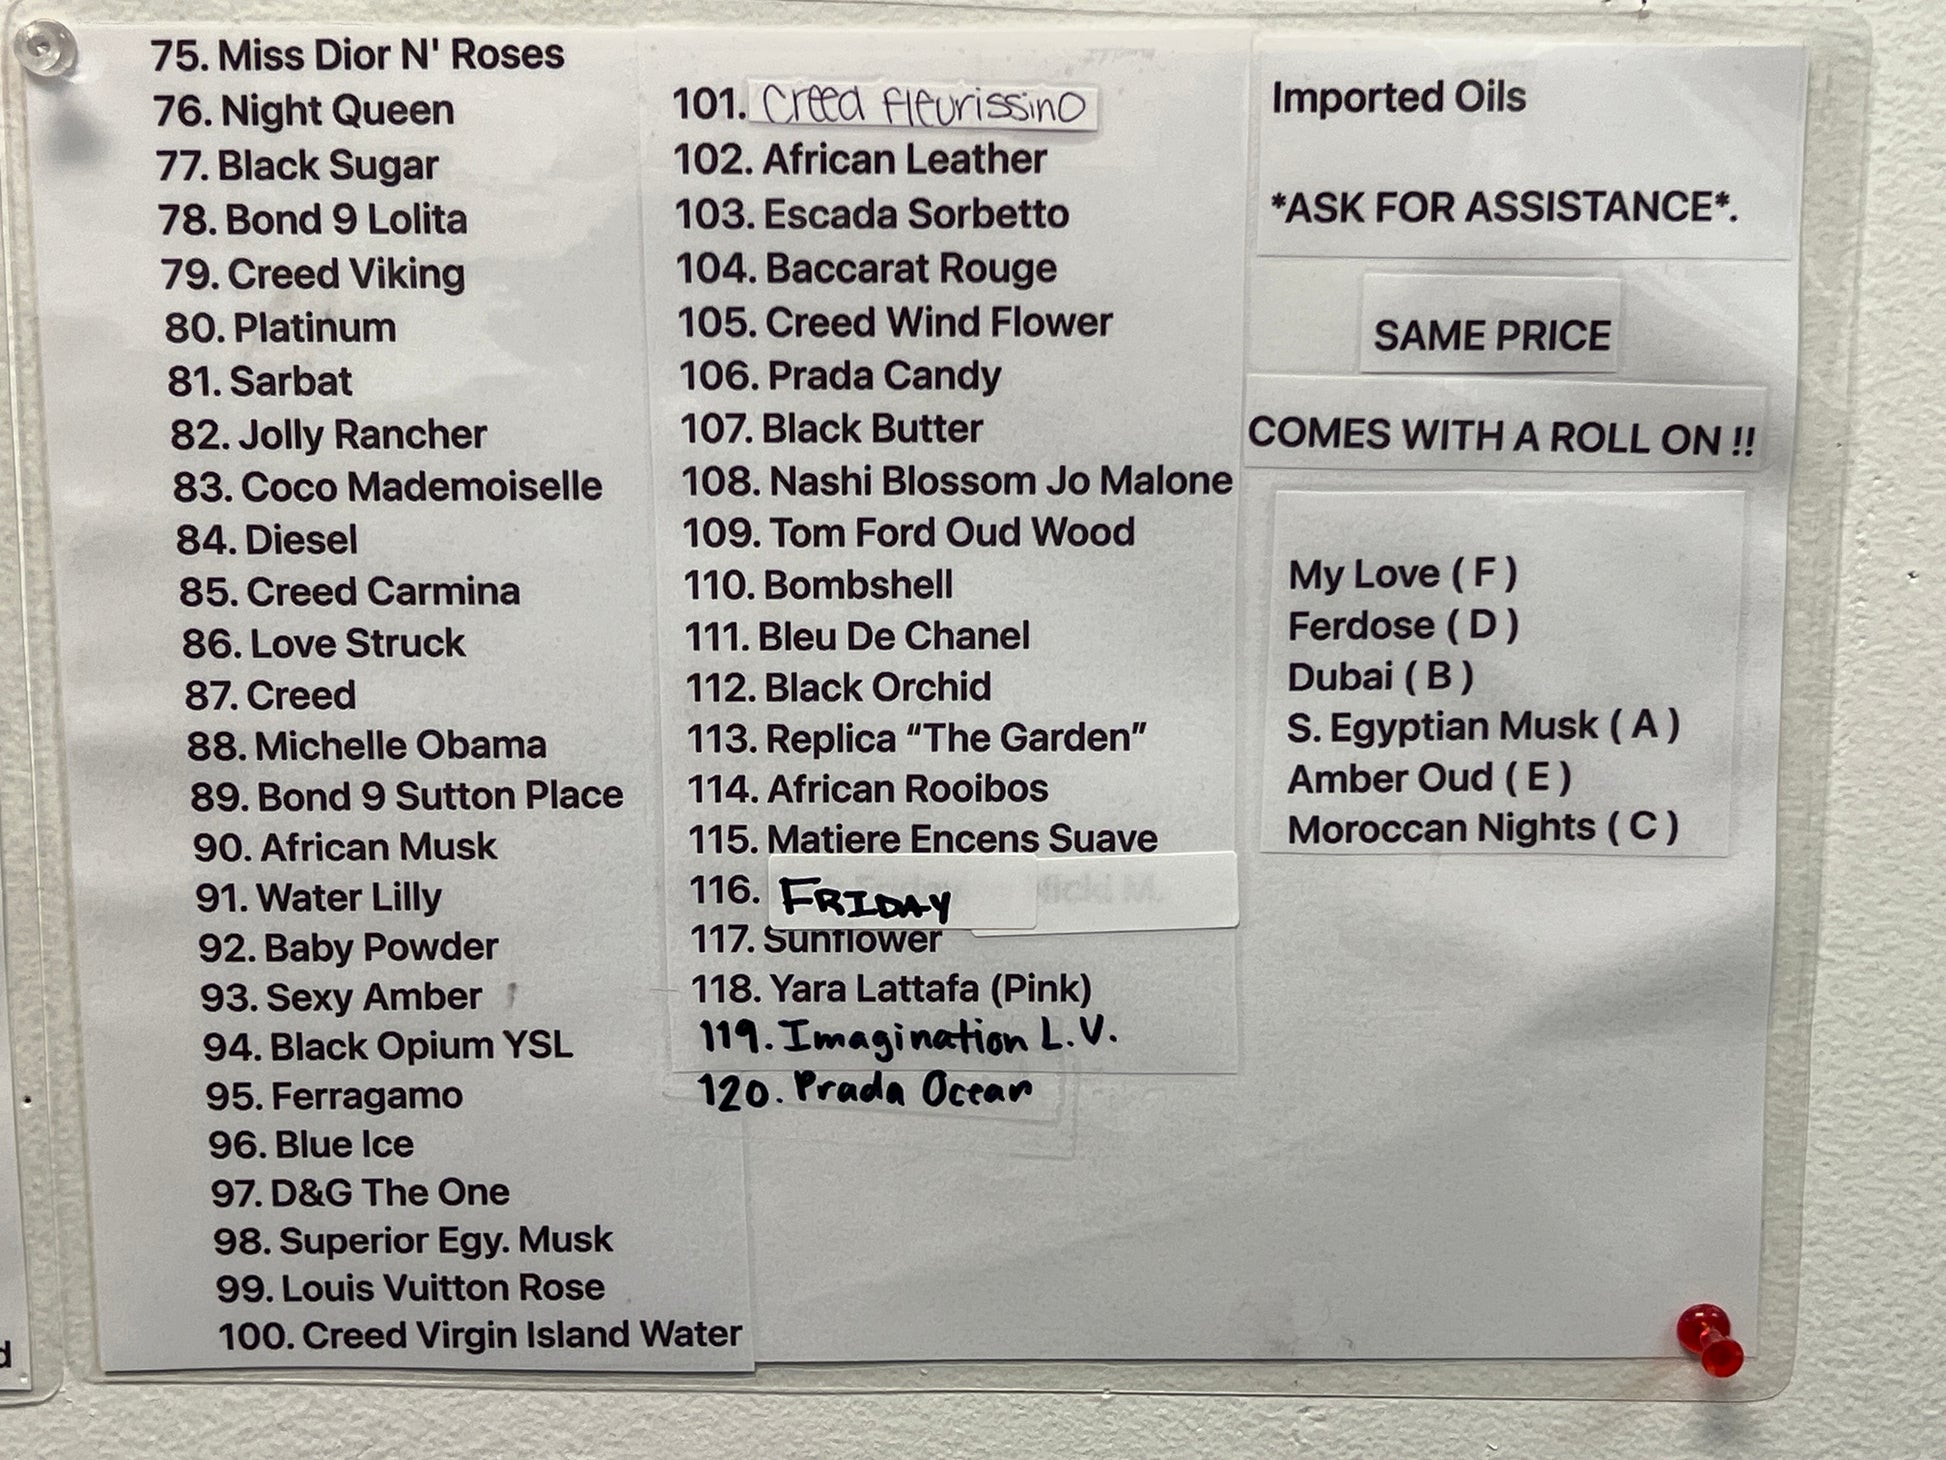 75. Miss Dior N' Roses
76. Night Queen
77. Black Sugar
78. Bond 9 Lolita
79. Creed Viking
80. Platinum
81. Sarbat
82. Jolly Rancher
83. Coco Mademoiselle
84. Diesel
85. Creed Carmina
86. Love Struck
87. Creed
88. Michelle Obama
89. Bond 9 Sutton Place
90. African Musk
91. Water Lilly
92. Baby Powder
93. Sexy Amber
94. Black Opium YSL
95. Ferragamo
96. Blue Ice
97. D&G The One
98. Superior Egy. Musk
99. Louis Vuitton Rose
100. Creed Virgin Island Water
101. Creed fleurissino
102. African Leather
103. Escada Sorbetto
104. Baccarat Rouge
105. Creed Wind Flower
106. Prada Candy
107. Black Butter
108. Nashi Blossom Jo Malone
109. Tom Ford Oud Wood
110. Bombshell
111. Bleu De Chanel
112. Black Orchid
113. Replica “The Garden”
114. African Rooibos
115. Matiere Encens Suave
116. FRIDAY
117. Sunflower
118. Yara Lattafa (Pink)
119. Imagination L.V.
120. Prada Ocean
Imported Oils
*ASK FOR ASSISTANCE*.
SAME PRICE
COMES WITH A ROLL ON !!
My Love ( F )
Ferdose ( D )
Dubai ( B )
S. Egyptian Musk ( A )
Amber Oud ( E )
Moroccan Nights ( C )